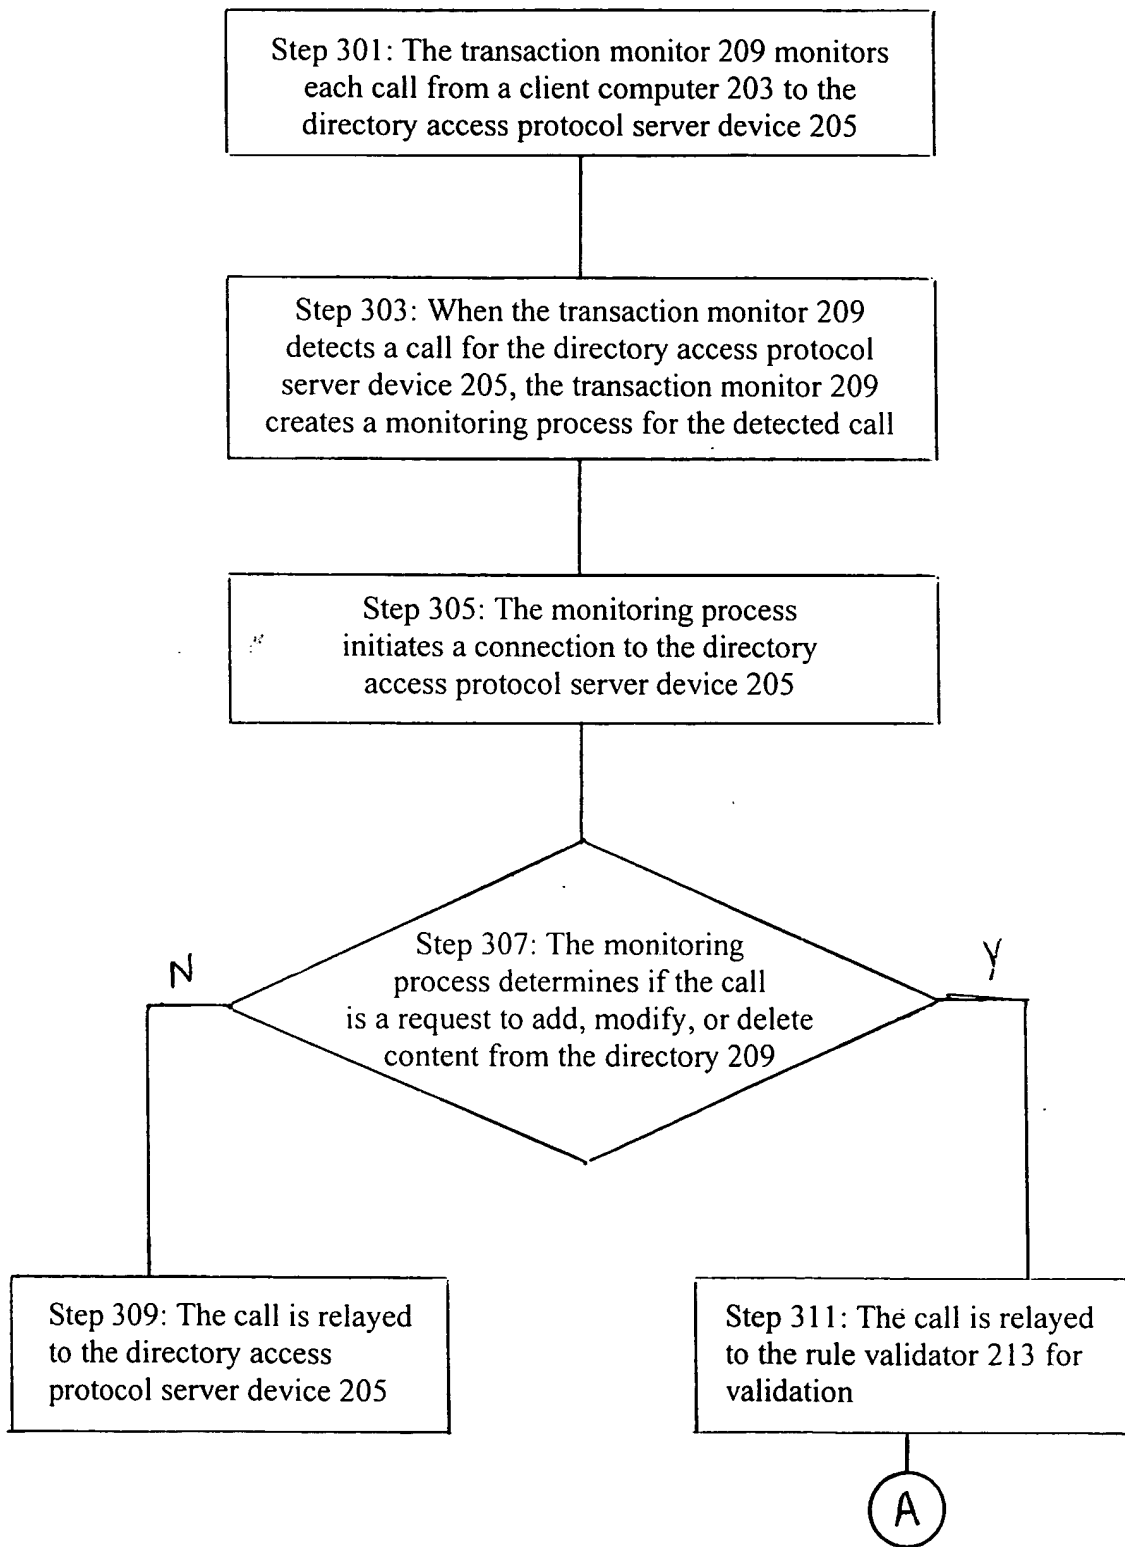 Step 301: The transaction monitor 209 monitors
each call from a client computer 203 to the
directory access protocol server device 205
Step 303: When the transaction monitor 209
detects a call for the directory access protocol
server device 205, the transaction monitor 209
creates a monitoring process for the detected call
Step 305: The monitoring process
initiates a connection to the directory
access protocol server device 205
Step 307: The monitoring
process determines if the call
is a request to add, modify, or delete
content from the directory 209
N
Y
Step 309: The call is relayed
to the directory access
protocol server device 205
Step 311: The call is relayed
to the rule validator 213 for
validation
A